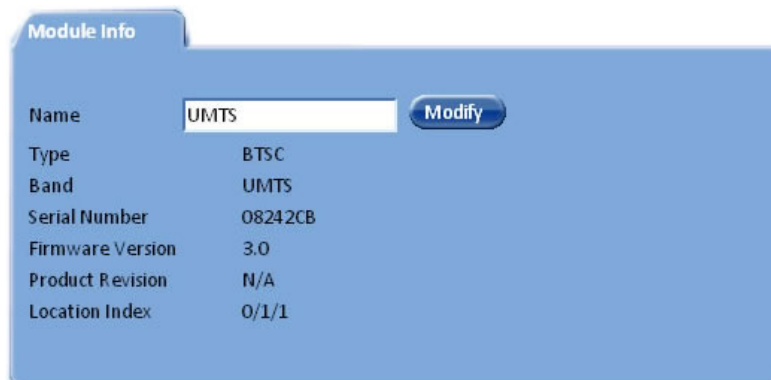 Module Info
Name UMTS Modify
Type BTSC
Band UMTS
Serial Number 08242CB
Firmware Version 3.0
Product Revision N/A
Location Index 0/1/1